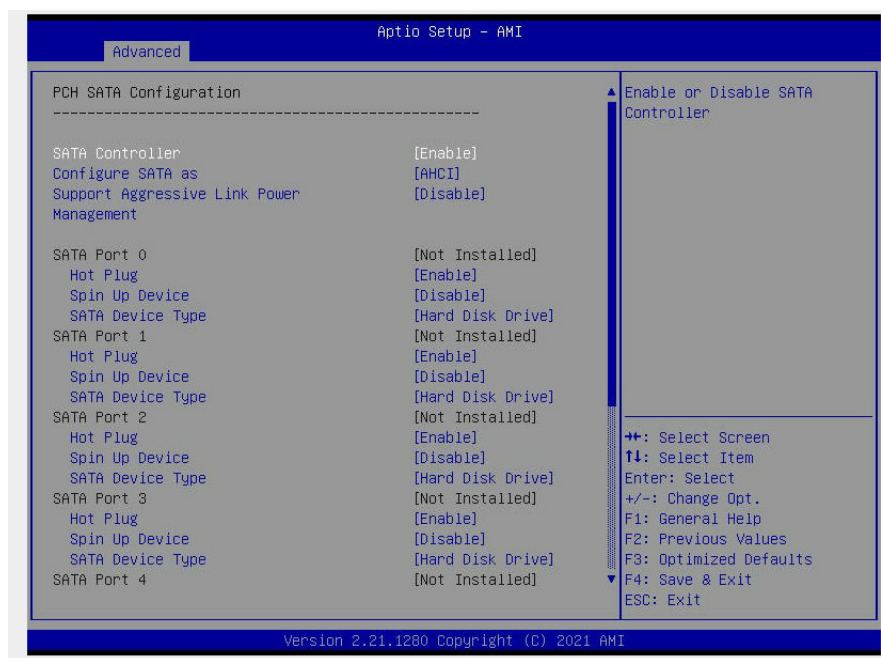 Aptio Setup – AMI
Advanced
PCH SATA Configuration
--------------------------------------------------
SATA Controller [Enable]
Configure SATA as [AHCI]
Support Aggressive Link Power [Disable]
Management
SATA Port 0 [Not Installed]
Hot Plug [Enable]
Spin Up Device [Disable]
SATA Device Type [Hard Disk Drive]
SATA Port 1 [Not Installed]
Hot Plug [Enable]
Spin Up Device [Disable]
SATA Device Type [Hard Disk Drive]
SATA Port 2 [Not Installed]
Hot Plug [Enable]
Spin Up Device [Disable]
SATA Device Type [Hard Disk Drive]
SATA Port 3 [Not Installed]
Hot Plug [Enable]
Spin Up Device [Disable]
SATA Device Type [Hard Disk Drive]
SATA Port 4 [Not Installed]
Enable or Disable SATA
Controller
→←: Select Screen
↑↓: Select Item
Enter: Select
+/-: Change Opt.
F1: General Help
F2: Previous Values
F3: Optimized Defaults
F4: Save & Exit
ESC: Exit
Version 2.21.1280 Copyright (C) 2021 AMI